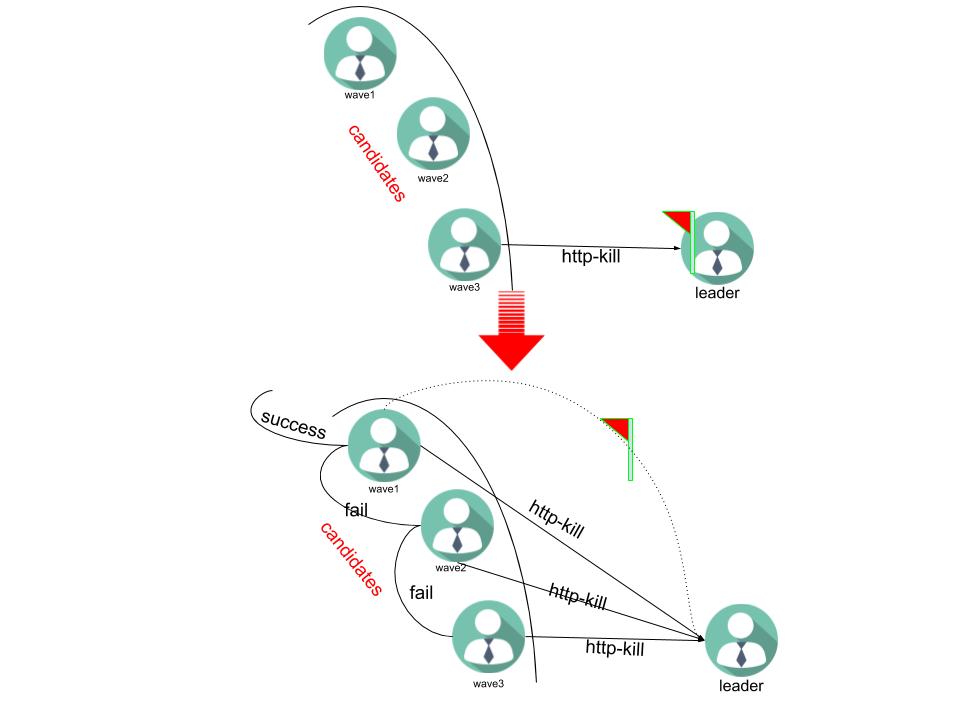 wave1
wave2
candidates
wave3
http-kill
leader
success
wave1
fail
http-kill
candidates
wave2
fail
http-kill
http-kill
wave3
leader